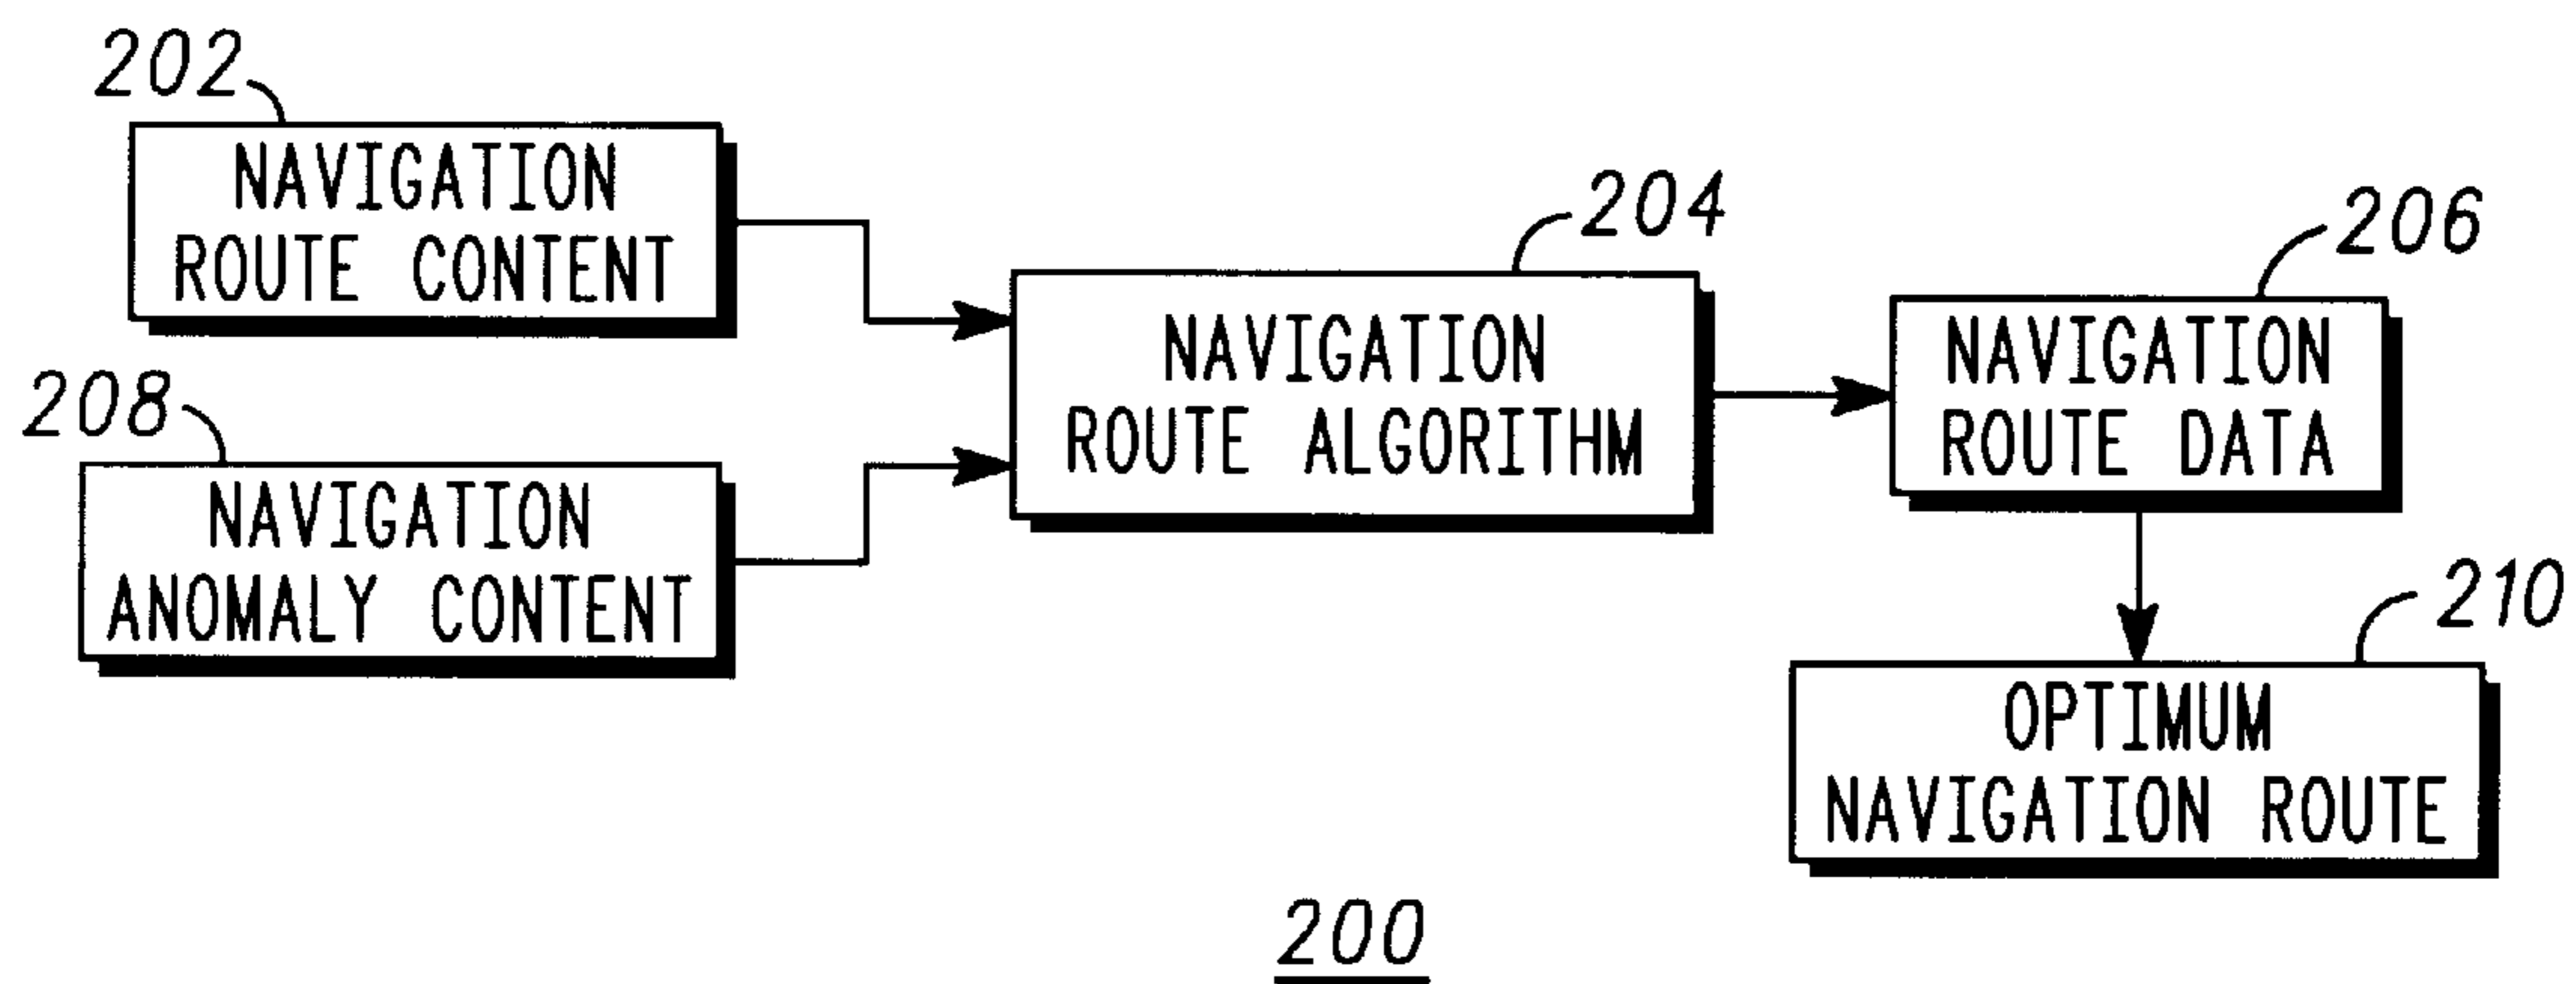 202
NAVIGATION
ROUTE CONTENT
208
NAVIGATION
ANOMALY CONTENT
204
NAVIGATION
ROUTE ALGORITHM
206
NAVIGATION
ROUTE DATA
210
OPTIMUM
NAVIGATION ROUTE
200